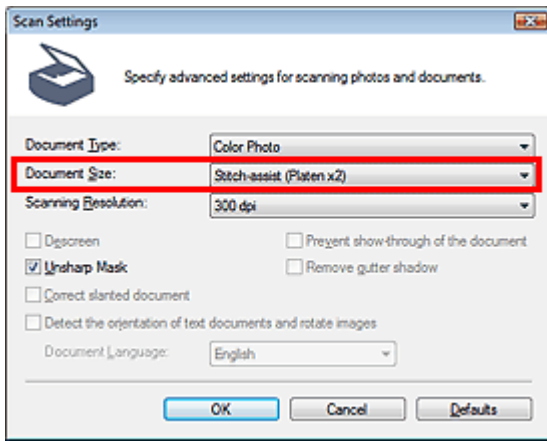 Scan Settings
Specify advanced settings for scanning photos and documents.
Document Type: Color Photo
Document Size: Stitch-assist (Platen x2)
Scanning Resolution: 300 dpi
Descreen Prevent show-through of the document
Unsharp Mask Remove gutter shadow
Correct slanted document
Detect the orientation of text documents and rotate images
Document Language: English
OK Cancel Defaults